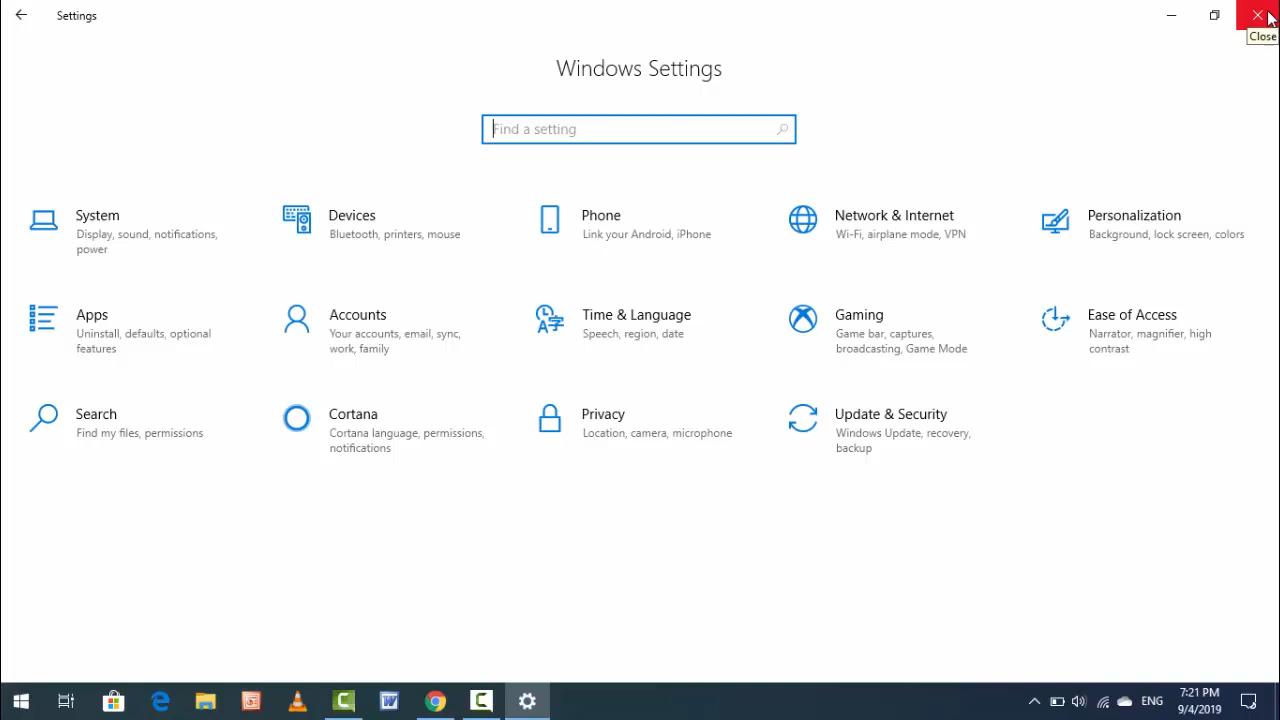 Settings
Close
Windows Settings
Find a setting
System
Display, sound, notifications,
power
Devices
Bluetooth, printers, mouse
Phone
Link your Android, iPhone
Network & Internet
Wi-Fi, airplane mode, VPN
Personalization
Background, lock screen, colors
Apps
Uninstall, defaults, optional
features
Accounts
Your accounts, email, sync,
work, family
Time & Language
Speech, region, date
Gaming
Game bar, captures,
broadcasting, Game Mode
Ease of Access
Narrator, magnifier, high
contrast
Search
Find my files, permissions
Cortana
Cortana language, permissions,
notifications
Privacy
Location, camera, microphone
Update & Security
Windows Update, recovery,
backup
ENG
7:21 PM
9/4/2019